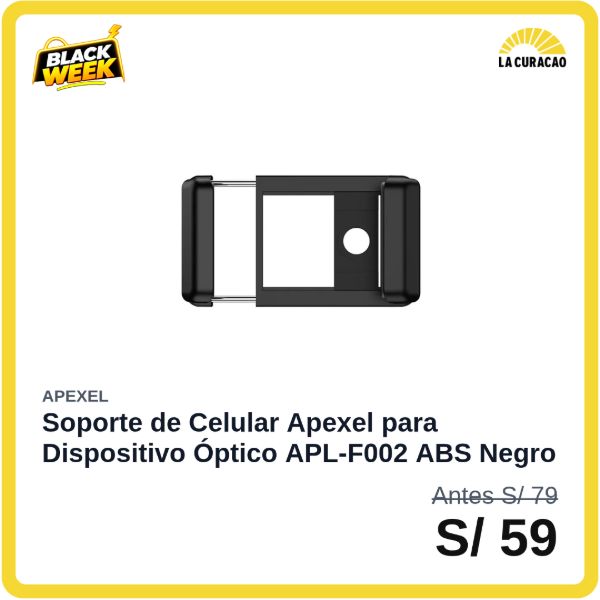 BLACK
WEEK
LA CURACAO
APEXEL
Soporte de Celular Apexel para
Dispositivo Óptico APL-F002 ABS Negro
Antes S/ 79
S/ 59